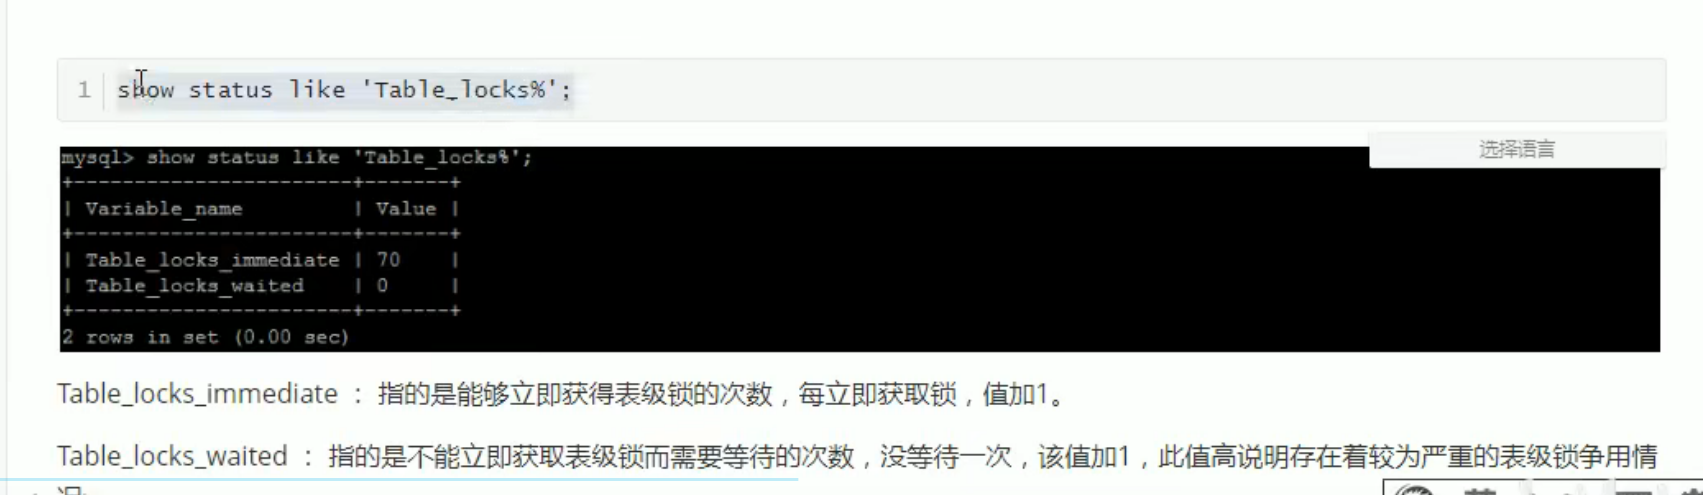 1 show status like 'Table_locks%';
选择语言
mysql> show status like 'Table_locks%';
+-----------------------+-------+
| Variable_name | Value |
+-----------------------+-------+
| Table_locks_immediate | 70 |
| Table_locks_waited | 0 |
+-----------------------+-------+
2 rows in set (0.00 sec)
Table_locks_immediate ： 指的是能够立即获得表级锁的次数，每立即获取锁，值加1。
Table_locks_waited ： 指的是不能立即获取表级锁而需要等待的次数，没等待一次，该值加1，此值高说明存在着较为严重的表级锁争用情